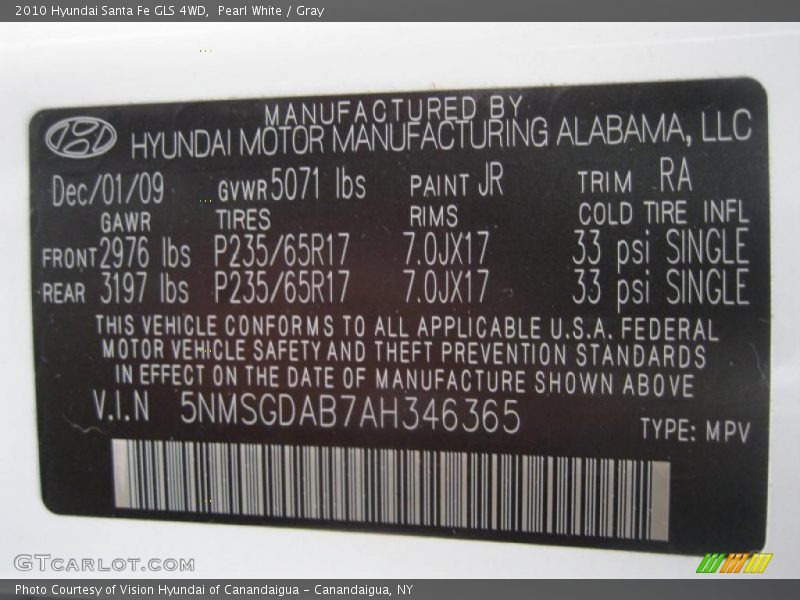 2010 Hyundai Santa Fe GLS 4WD,  Pearl White / Gray
MANUFACTURED BY
HYUNDAI MOTOR MANUFACTURING ALABAMA, LLC
Dec/01/09 GVWR 5071 lbs PAINT JR TRIM RA
GAWR TIRES RIMS COLD TIRE INFL
FRONT 2976 lbs P235/65R17 7.0JX17 33 psi SINGLE
REAR 3197 lbs P235/65R17 7.0JX17 33 psi SINGLE
THIS VEHICLE CONFORMS TO ALL APPLICABLE U.S.A. FEDERAL
MOTOR VEHICLE SAFETY AND THEFT PREVENTION STANDARDS
IN EFFECT ON THE DATE OF MANUFACTURE SHOWN ABOVE
V.I.N 5NMSGDAB7AH346365
TYPE: MPV
GTcarlot.com
Photo Courtesy of Vision Hyundai of Canandaigua – Canandaigua, NY